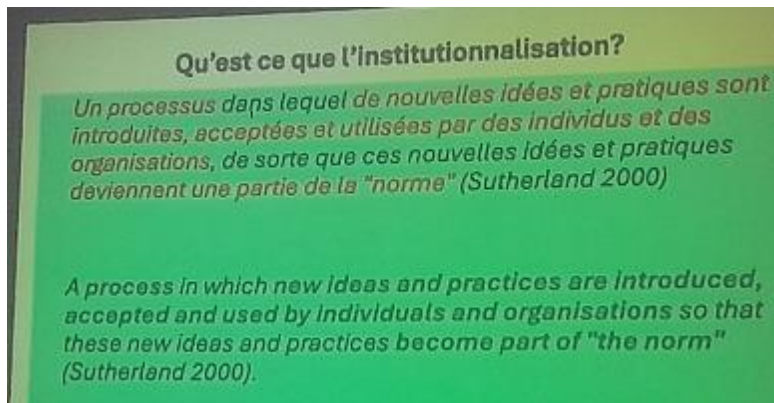 Qu'est ce que l'institutionnalisation?
Un processus dans lequel de nouvelles idées et pratiques sont
introduites, acceptées et utilisées par des individus et des
organisations, de sorte que ces nouvelles idées et pratiques
deviennent une partie de la "norme" (Sutherland 2000)
A process in which new ideas and practices are introduced,
accepted and used by individuals and organisations so that
these new ideas and practices become part of "the norm"
(Sutherland 2000).